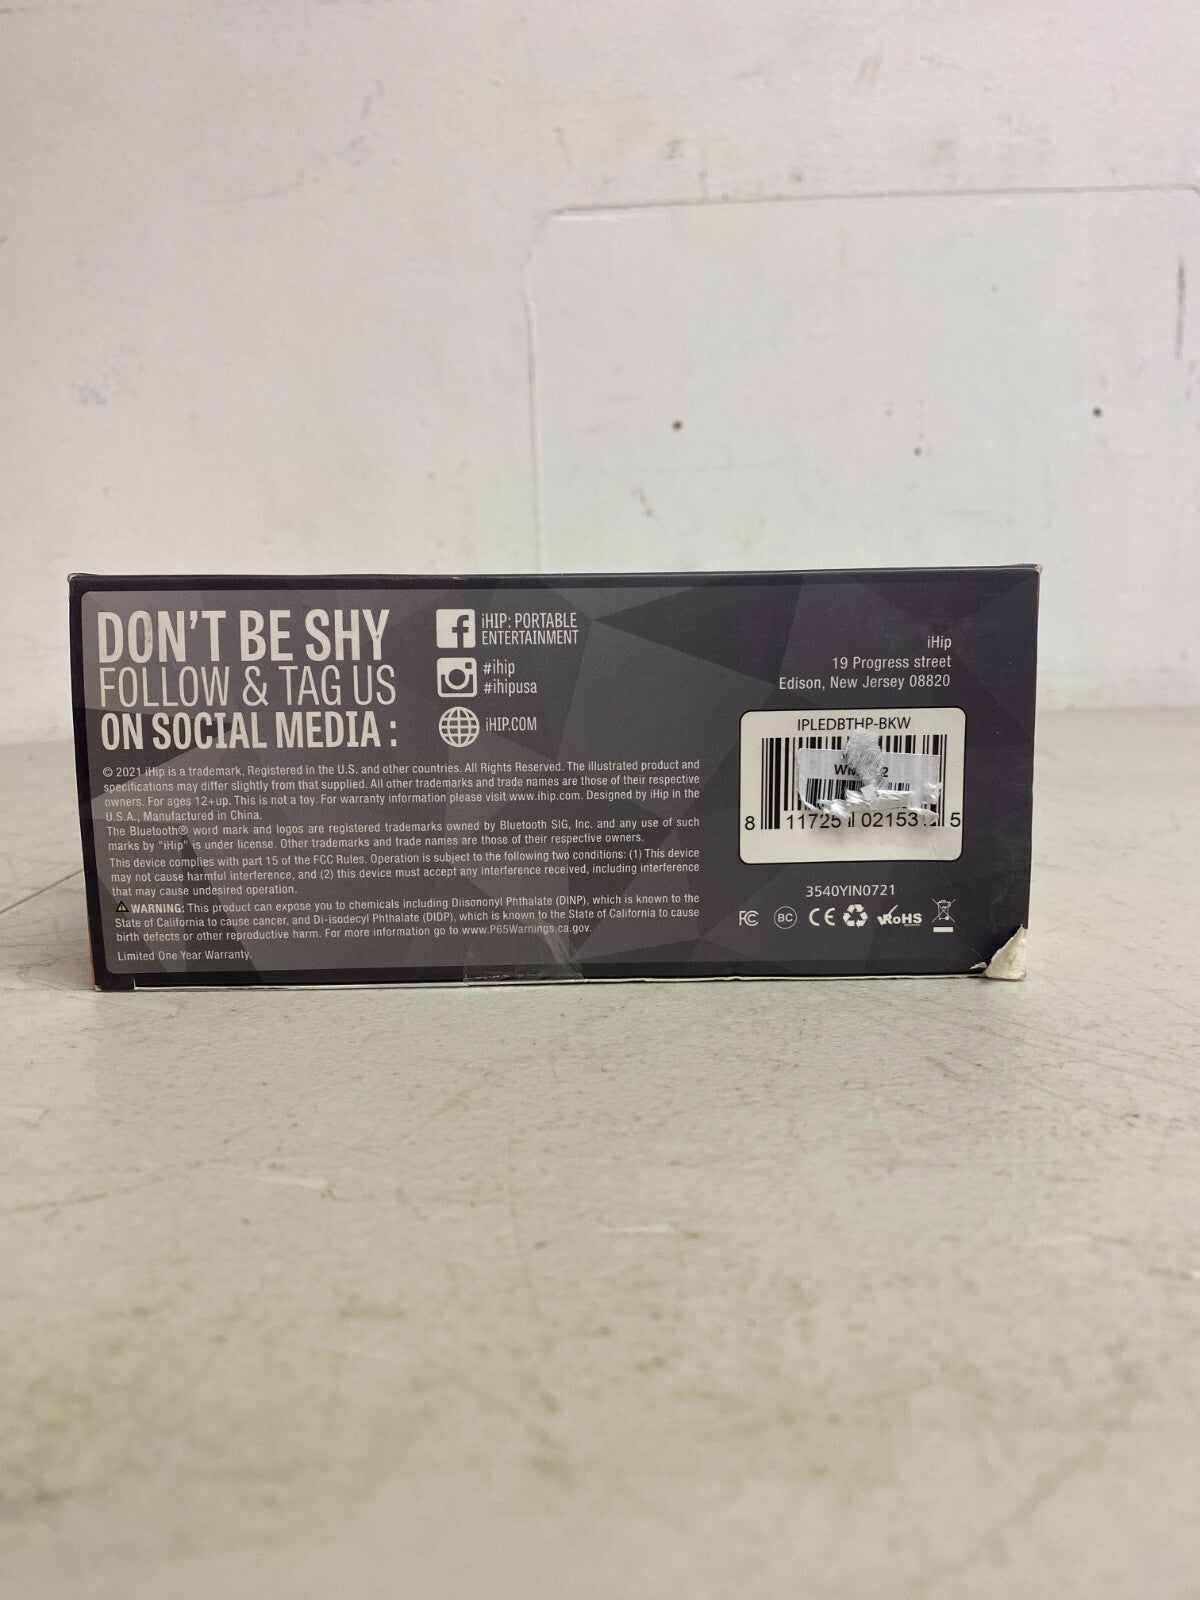 DON'T BE SHY
FOLLOW & TAG US
ON SOCIAL MEDIA :
iHIP: PORTABLE
ENTERTAINMENT
#ihip
#ihipusa
iHIP.COM
© 2021 iHip is a trademark, Registered in the U.S. and other countries. All Rights Reserved. The illustrated product and
specifications may differ slightly from that supplied. All other trademarks and trade names are those of their respective
owners. For ages 12+up. This is not a toy. For warranty information please visit www.ihip.com. Designed by iHip in the
U.S.A., Manufactured in China.
The Bluetooth® word mark and logos are registered trademarks owned by Bluetooth SIG, Inc. and any use of such
marks by "iHip" is under license. Other trademarks and trade names are those of their respective owners.
This device complies with part 15 of the FCC Rules. Operation is subject to the following two conditions: (1) This device
may not cause harmful interference, and (2) this device must accept any interference received, including interference
that may cause undesired operation.
WARNING: This product can expose you to chemicals including Diisononyl Phthalate (DINP), which is known to the
State of California to cause cancer, and Di-isodecyl Phthalate (DIDP), which is known to the State of California to cause
birth defects or other reproductive harm. For more information go to www.P65Warnings.ca.gov.
Limited One Year Warranty.
iHip
19 Progress street
Edison, New Jersey 08820
IPLEDBTHP-BKW
8 11725 02153 5
3540YIN0721
FC BC CE RoHS